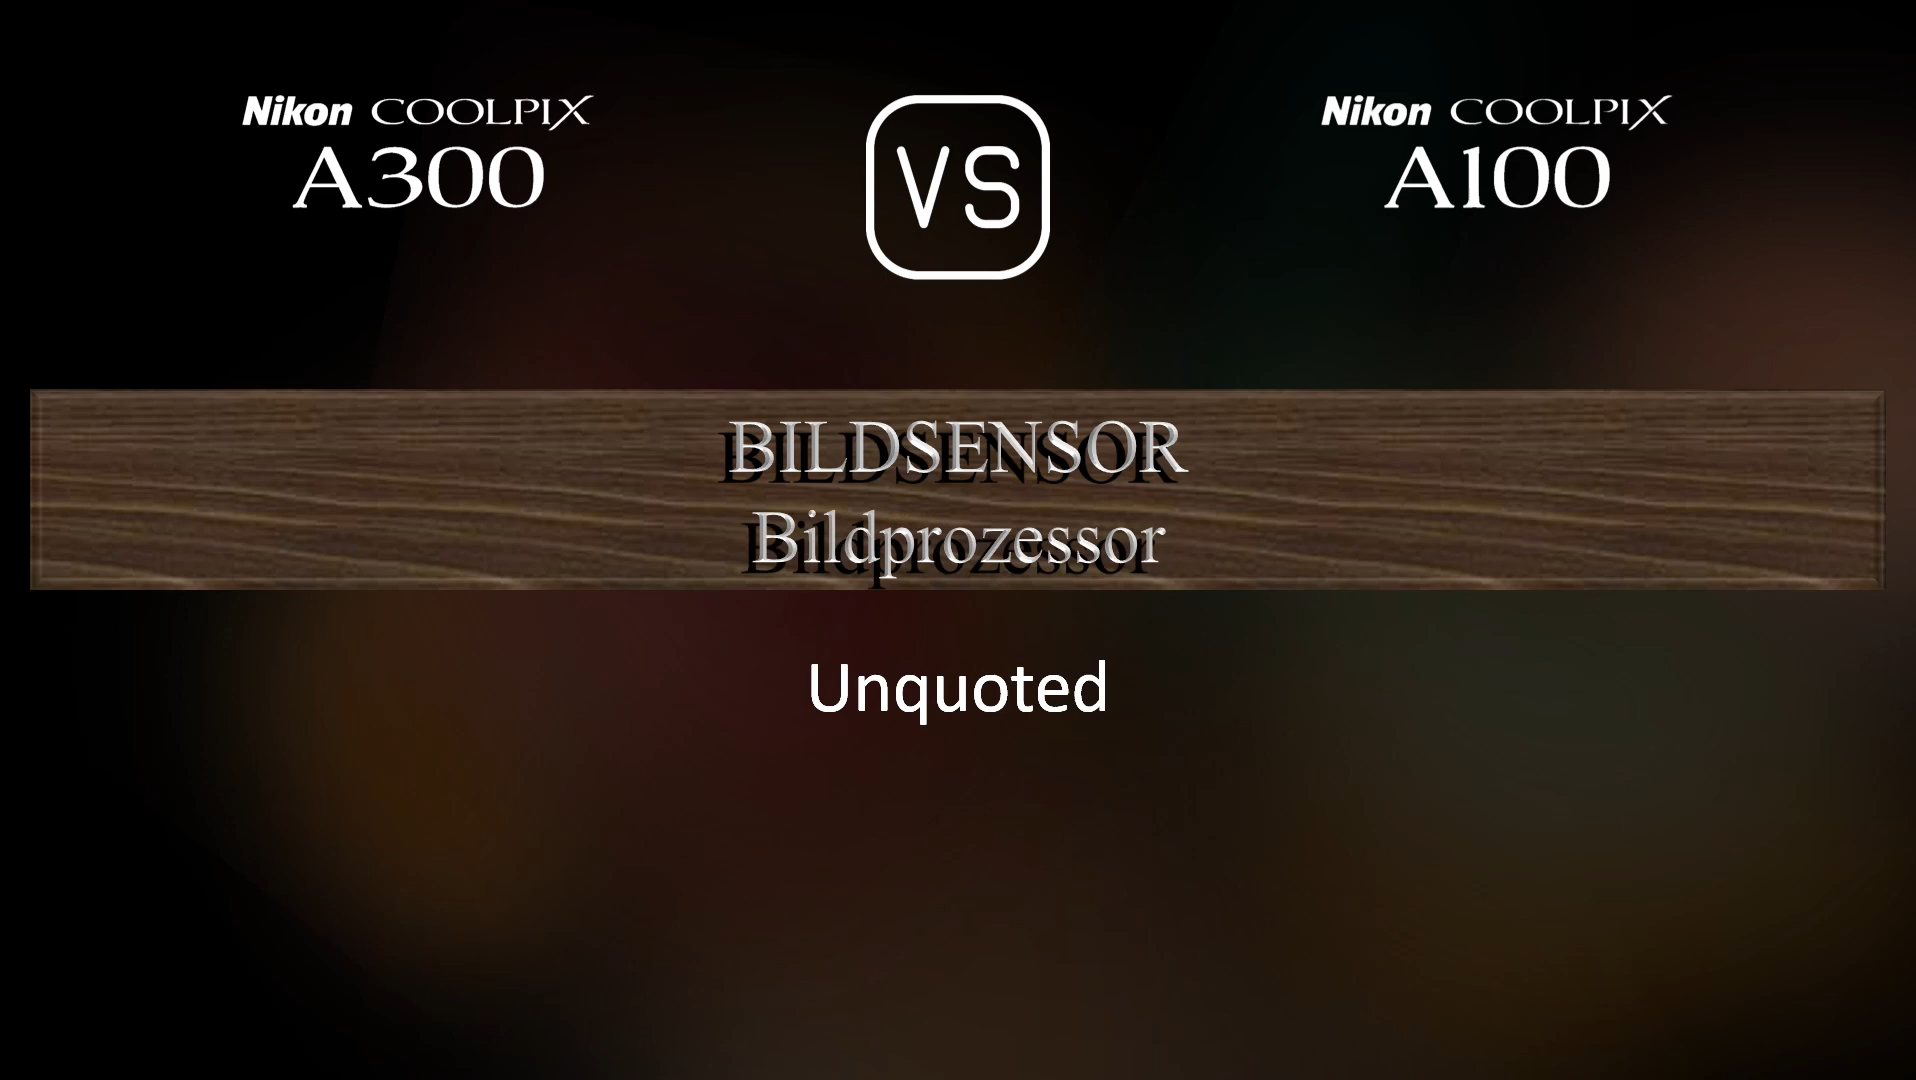 Nikon COOLPIX
A300
VS
Nikon COOLPIX
A100
BILDSENSOR
Bildprozessor
Unquoted